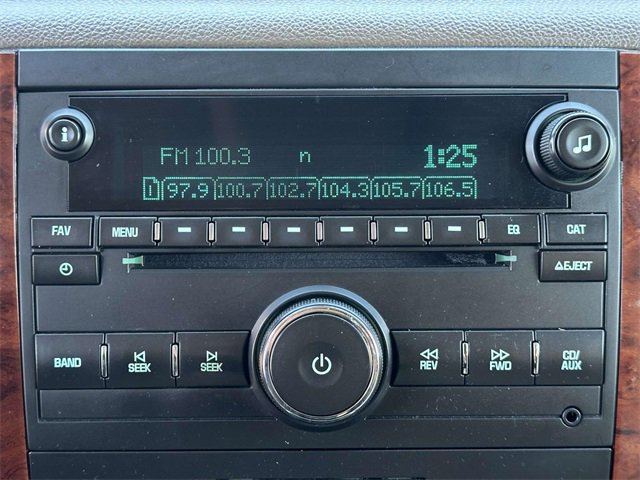 i
FM 100.3 n 1:25
1 97.9 100.7 102.7 104.3 105.7 106.5
FAV MENU EQ CAT
EJECT
BAND SEEK SEEK REV FWD CD/
AUX